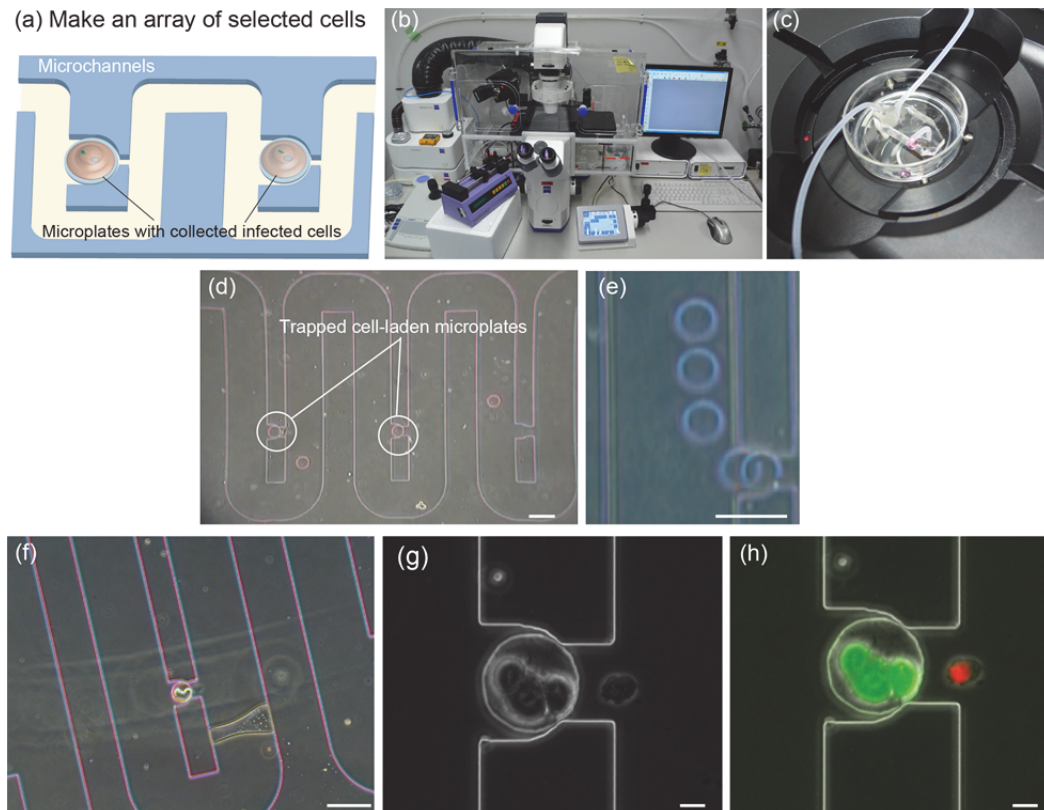 (a) Make an array of selected cells
Microchannels
Microplates with collected infected cells
(b)
(c)
(d)
Trapped cell-laden microplates
(e)
(f)
(g)
(h)